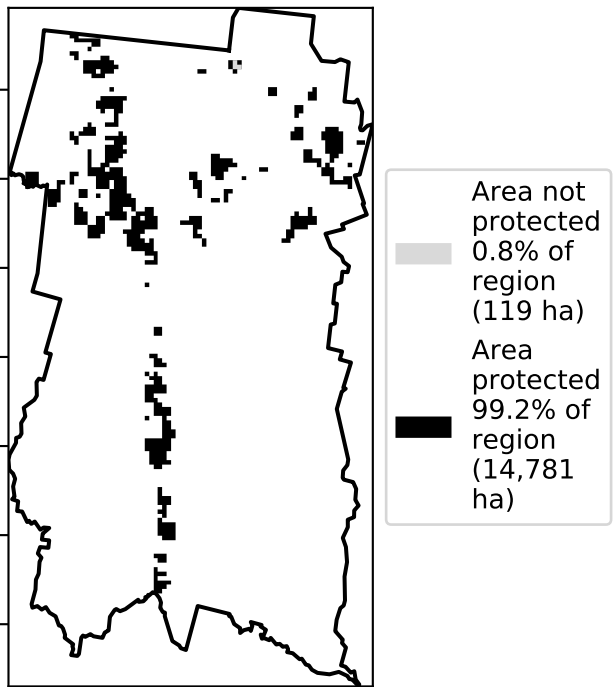 Area not
protected
0.8% of
region
(119 ha)
Area
protected
99.2% of
region
(14,781
ha)